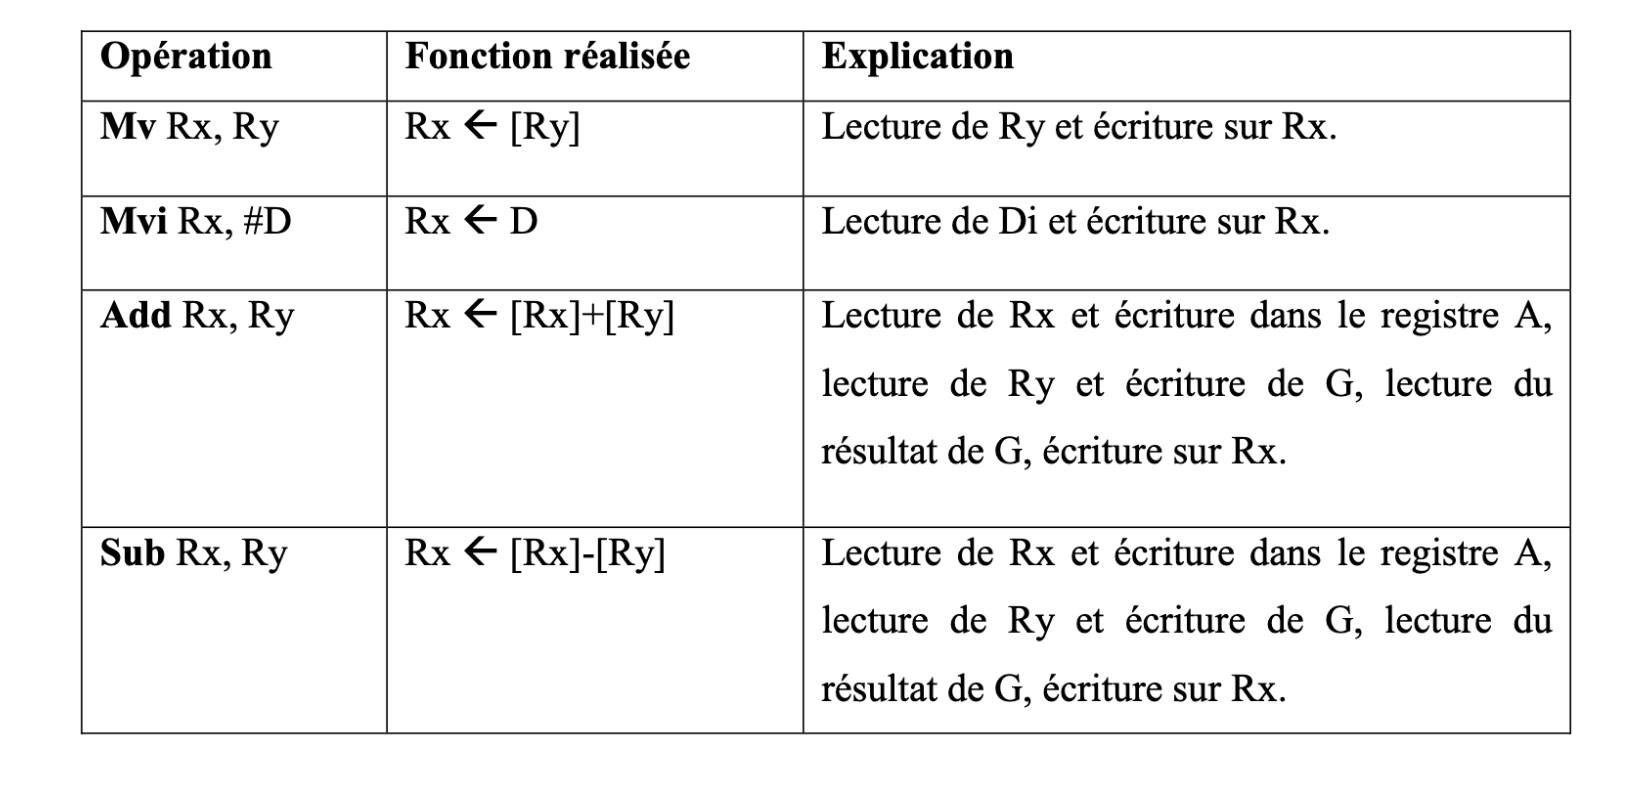 Opération Fonction réalisée Explication
Mv Rx, Ry Rx ← [Ry] Lecture de Ry et écriture sur Rx.
Mvi Rx, #D Rx ← D Lecture de Di et écriture sur Rx.
Add Rx, Ry Rx ← [Rx]+[Ry] Lecture de Rx et écriture dans le registre A,
lecture de Ry et écriture de G, lecture du
résultat de G, écriture sur Rx.
Sub Rx, Ry Rx ← [Rx]-[Ry] Lecture de Rx et écriture dans le registre A,
lecture de Ry et écriture de G, lecture du
résultat de G, écriture sur Rx.